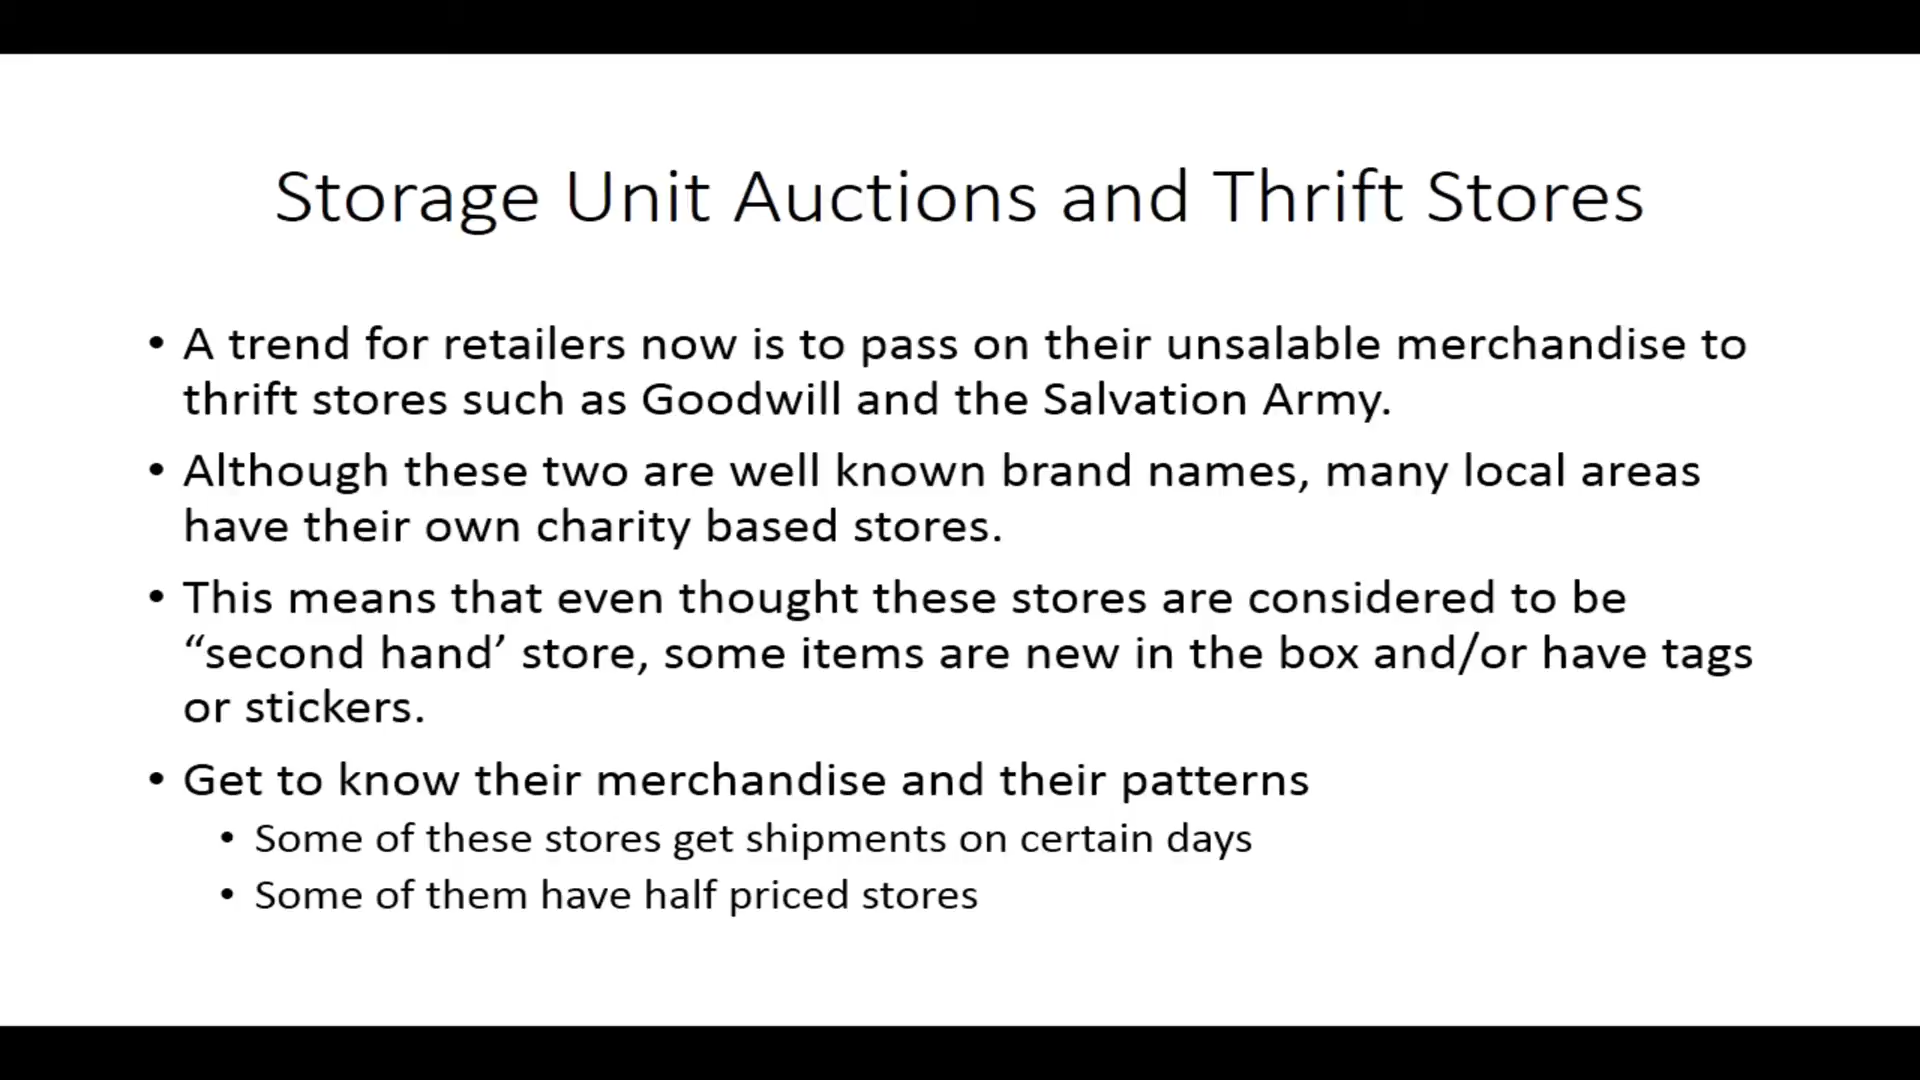 Storage Unit Auctions and Thrift Stores
• A trend for retailers now is to pass on their unsalable merchandise to
thrift stores such as Goodwill and the Salvation Army.
• Although these two are well known brand names, many local areas
have their own charity based stores.
• This means that even thought these stores are considered to be
“second hand’ store, some items are new in the box and/or have tags
or stickers.
• Get to know their merchandise and their patterns
• Some of these stores get shipments on certain days
• Some of them have half priced stores